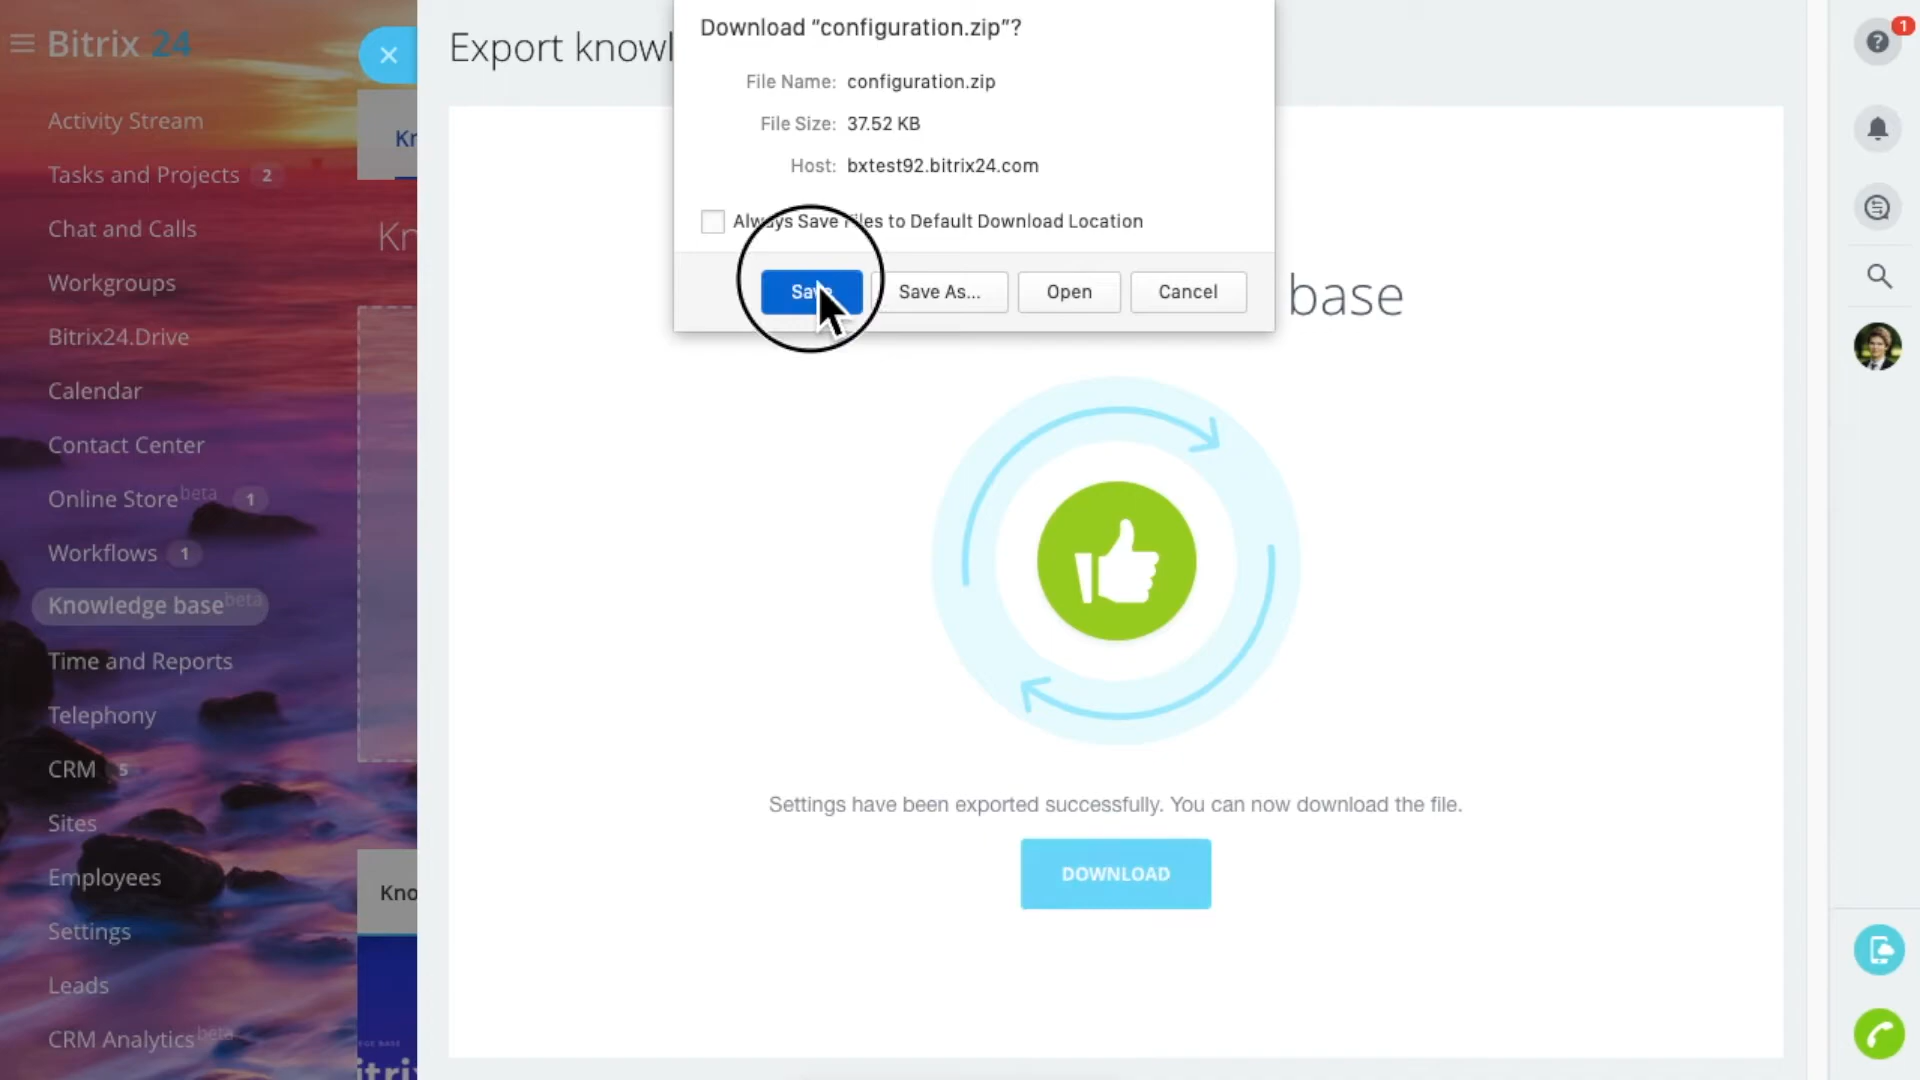 Bitrix 24
Activity Stream
Tasks and Projects 2
Chat and Calls
Workgroups
Bitrix24.Drive
Calendar
Contact Center
Online Store beta 1
Workflows 1
Knowledge base beta
Time and Reports
Telephony
CRM 5
Sites
Employees
Settings
Leads
CRM Analytics beta
Kn
Kno
itri
Export knowl
Download “configuration.zip”?
File Name: configuration.zip
File Size: 37.52 KB
Host: bxtest92.bitrix24.com
Always Save Files to Default Download Location
Save
Save As...
Open
Cancel
base
Settings have been exported successfully. You can now download the file.
DOWNLOAD
1